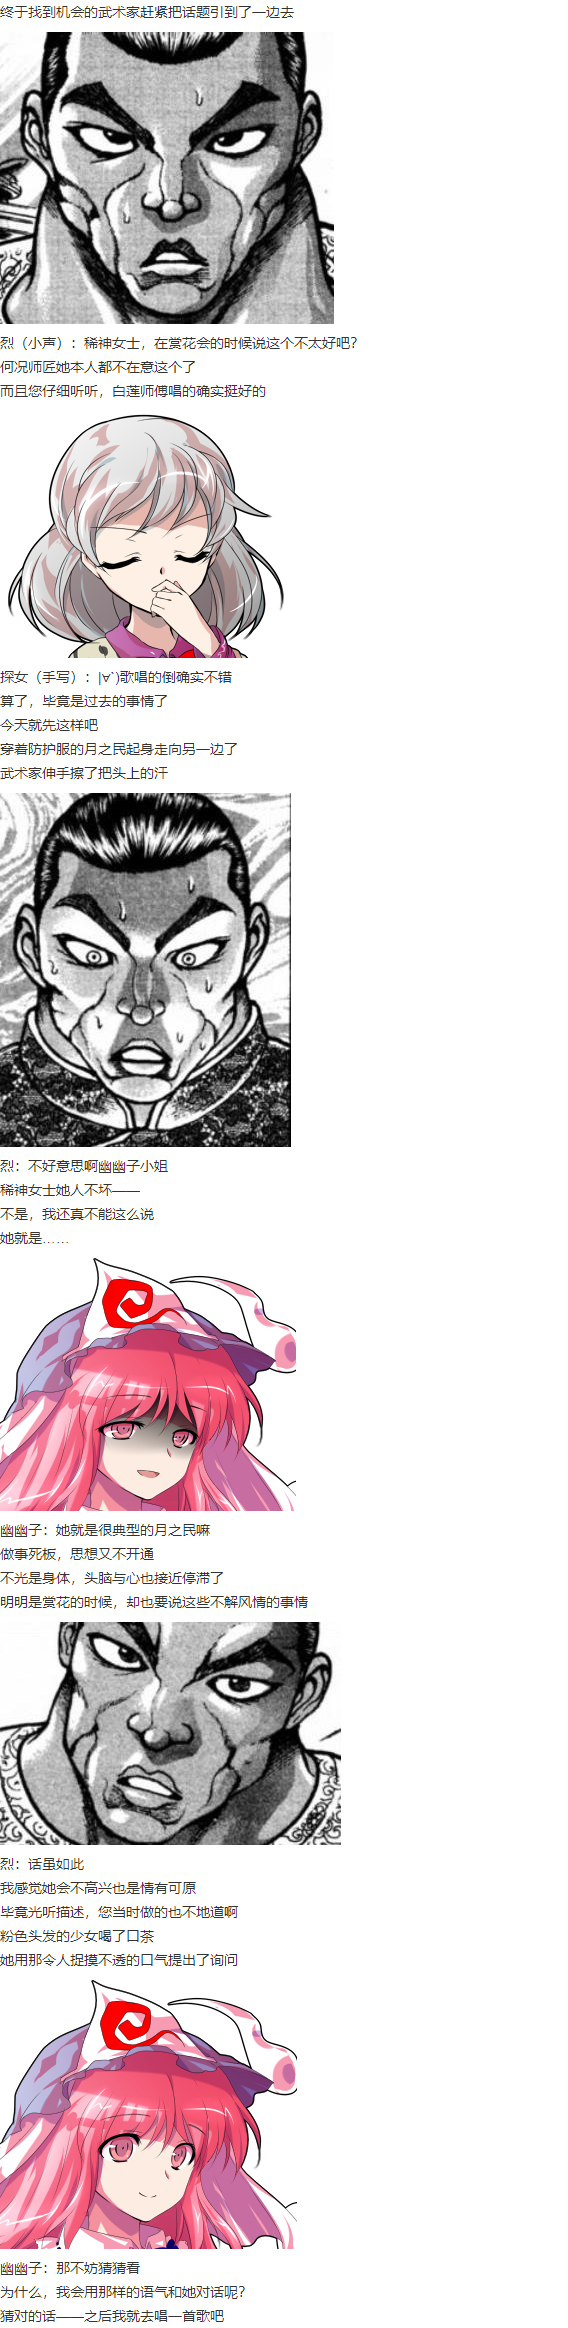 终于找到机会的武术家赶紧把话题引到了一边去
烈（小声）：稀神女士，在赏花会的时候说这个不太好吧？
何况师匠她本人都不在意这个了
而且您仔细听听，白莲师傅唱的确实挺好的
探女（手写）：|∀`)歌唱的倒确实不错
算了，毕竟是过去的事情了
今天就先这样吧
穿着防护服的月之民起身走向另一边了
武术家伸手擦了把头上的汗
烈：不好意思啊幽幽子小姐
稀神女士她人不坏——
不是，我还真不能这么说
她就是……
幽幽子：她就是很典型的月之民嘛
做事死板，思想又不开通
不光是身体，头脑与心也接近停滞了
明明是赏花的时候，却也要说这些不解风情的事情
烈：话虽如此
我感觉她会不高兴也是情有可原
毕竟光听描述，您当时做的也不地道啊
粉色头发的少女喝了口茶
她用那令人捉摸不透的口气提出了询问
幽幽子：那不妨猜猜看
为什么，我会用那样的语气和她对话呢？
猜对的话——之后我就去唱一首歌吧